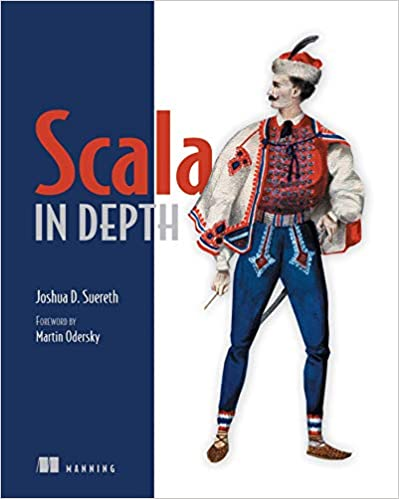 Scala
IN DEPTH
Joshua D. Suereth
FOREWORD BY
Martin Odersky
MANNING